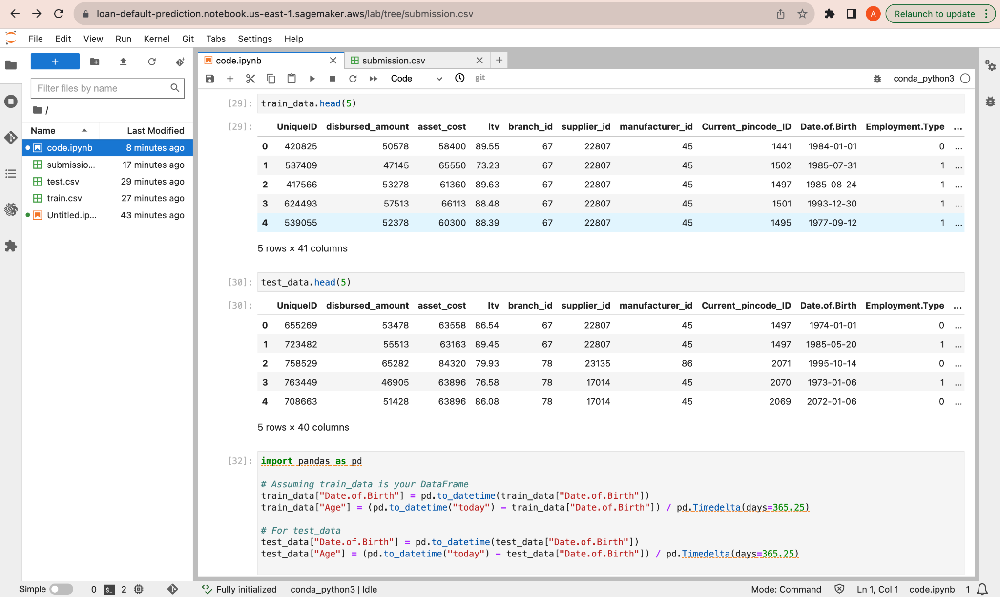 loan-default-prediction.notebook.us-east-1.sagemaker.aws/lab/tree/submission.csv
A
Relaunch to update
File Edit View Run Kernel Git Tabs Settings Help
+
Filter files by name
/
Name Last Modified
code.ipynb 8 minutes ago
submissio... 17 minutes ago
test.csv 29 minutes ago
train.csv 27 minutes ago
Untitled.ip... 43 minutes ago
code.ipynb submission.csv +
Code git conda_python3
[29]: train_data.head(5)
[29]: UniqueID disbursed_amount asset_cost ltv branch_id supplier_id manufacturer_id Current_pincode_ID Date.of.Birth Employment.Type ...
0 420825 50578 58400 89.55 67 22807 45 1441 1984-01-01 0 ...
1 537409 47145 65550 73.23 67 22807 45 1502 1985-07-31 1 ...
2 417566 53278 61360 89.63 67 22807 45 1497 1985-08-24 1 ...
3 624493 57513 66113 88.48 67 22807 45 1501 1993-12-30 1 ...
4 539055 52378 60300 88.39 67 22807 45 1495 1977-09-12 1 ...
5 rows × 41 columns
[30]: test_data.head(5)
[30]: UniqueID disbursed_amount asset_cost ltv branch_id supplier_id manufacturer_id Current_pincode_ID Date.of.Birth Employment.Type ...
0 655269 53478 63558 86.54 67 22807 45 1497 1974-01-01 0 ...
1 723482 55513 63163 89.45 67 22807 45 1497 1985-05-20 1 ...
2 758529 65282 84320 79.93 78 23135 86 2071 1995-10-14 0 ...
3 763449 46905 63896 76.58 78 17014 45 2070 1973-01-06 1 ...
4 708663 51428 63896 86.08 78 17014 45 2069 2072-01-06 0 ...
5 rows × 40 columns
[32]: import pandas as pd
# Assuming train_data is your DataFrame
train_data["Date.of.Birth"] = pd.to_datetime(train_data["Date.of.Birth"])
train_data["Age"] = (pd.to_datetime("today") - train_data["Date.of.Birth"]) / pd.Timedelta(days=365.25)
# For test_data
test_data["Date.of.Birth"] = pd.to_datetime(test_data["Date.of.Birth"])
test_data["Age"] = (pd.to_datetime("today") - test_data["Date.of.Birth"]) / pd.Timedelta(days=365.25)
Simple 0 $_ 2 Fully initialized conda_python3 | Idle Mode: Command Ln 1, Col 1 code.ipynb 1